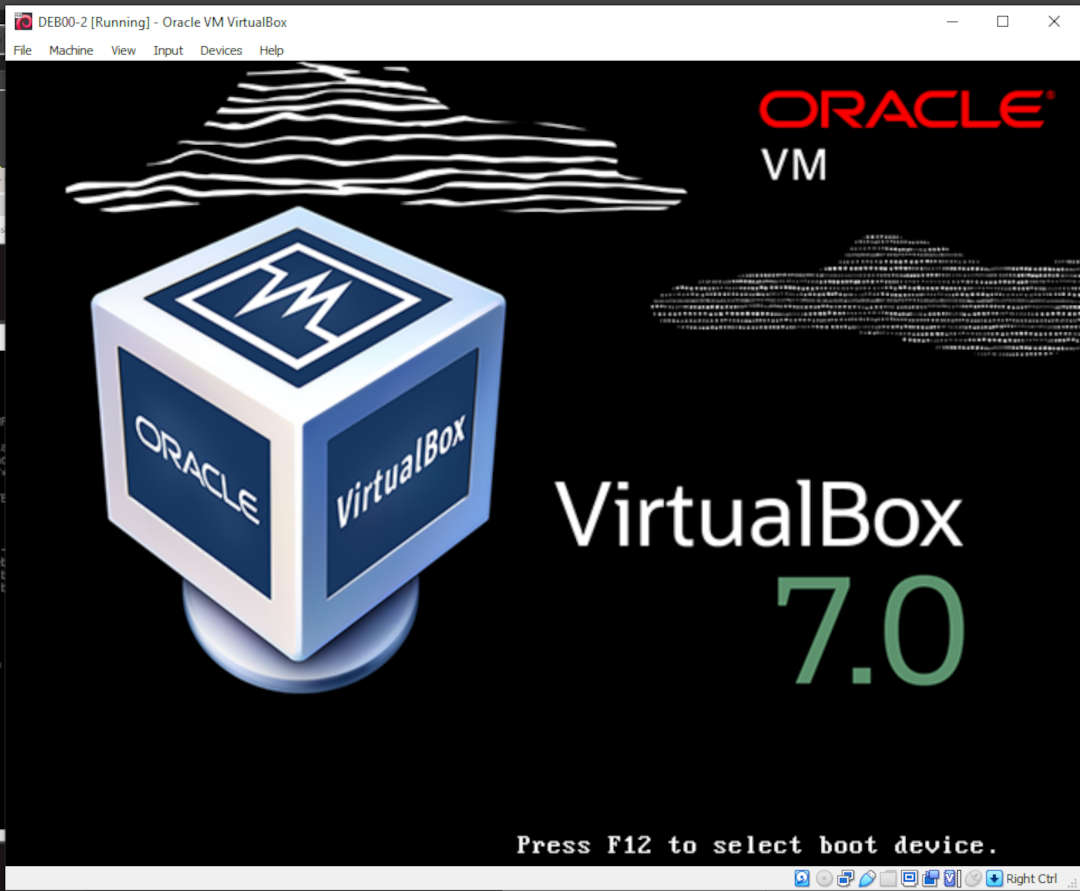 DEB00-2 [Running] - Oracle VM VirtualBox
File Machine View Input Devices Help
ORACLE®
VM
ORACLE
VirtualBox
VirtualBox
7.0
Press F12 to select boot device.
Right Ctrl